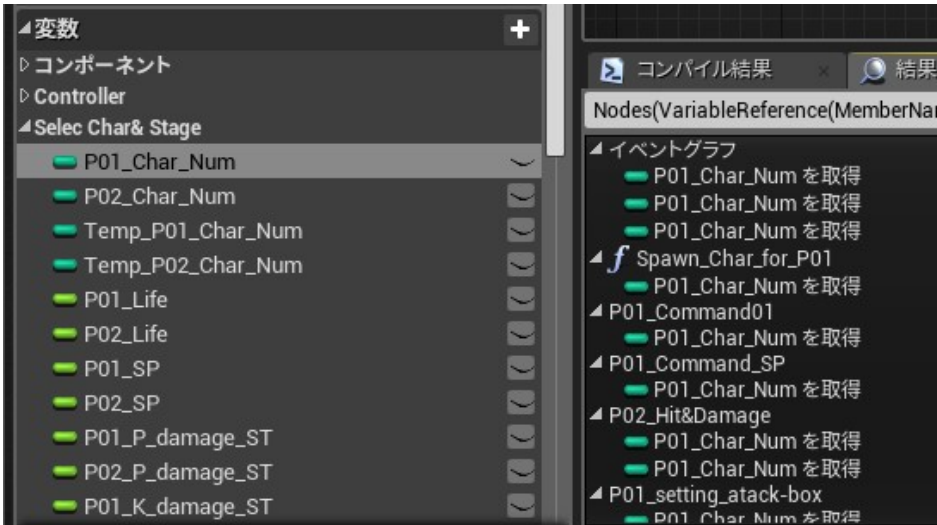 変数
コンポーネント
Controller
Selec Char& Stage
P01_Char_Num
P02_Char_Num
Temp_P01_Char_Num
Temp_P02_Char_Num
P01_Life
P02_Life
P01_SP
P02_SP
P01_P_damage_ST
P02_P_damage_ST
P01_K_damage_ST
コンパイル結果
結果
Nodes(VariableReference(MemberNar
イベントグラフ
P01_Char_Num を取得
P01_Char_Num を取得
P01_Char_Num を取得
Spawn_Char_for_P01
P01_Char_Num を取得
P01_Command01
P01_Char_Num を取得
P01_Command_SP
P01_Char_Num を取得
P02_Hit&Damage
P01_Char_Num を取得
P01_Char_Num を取得
P01_setting_atack-box
P01_Char_Num を取得